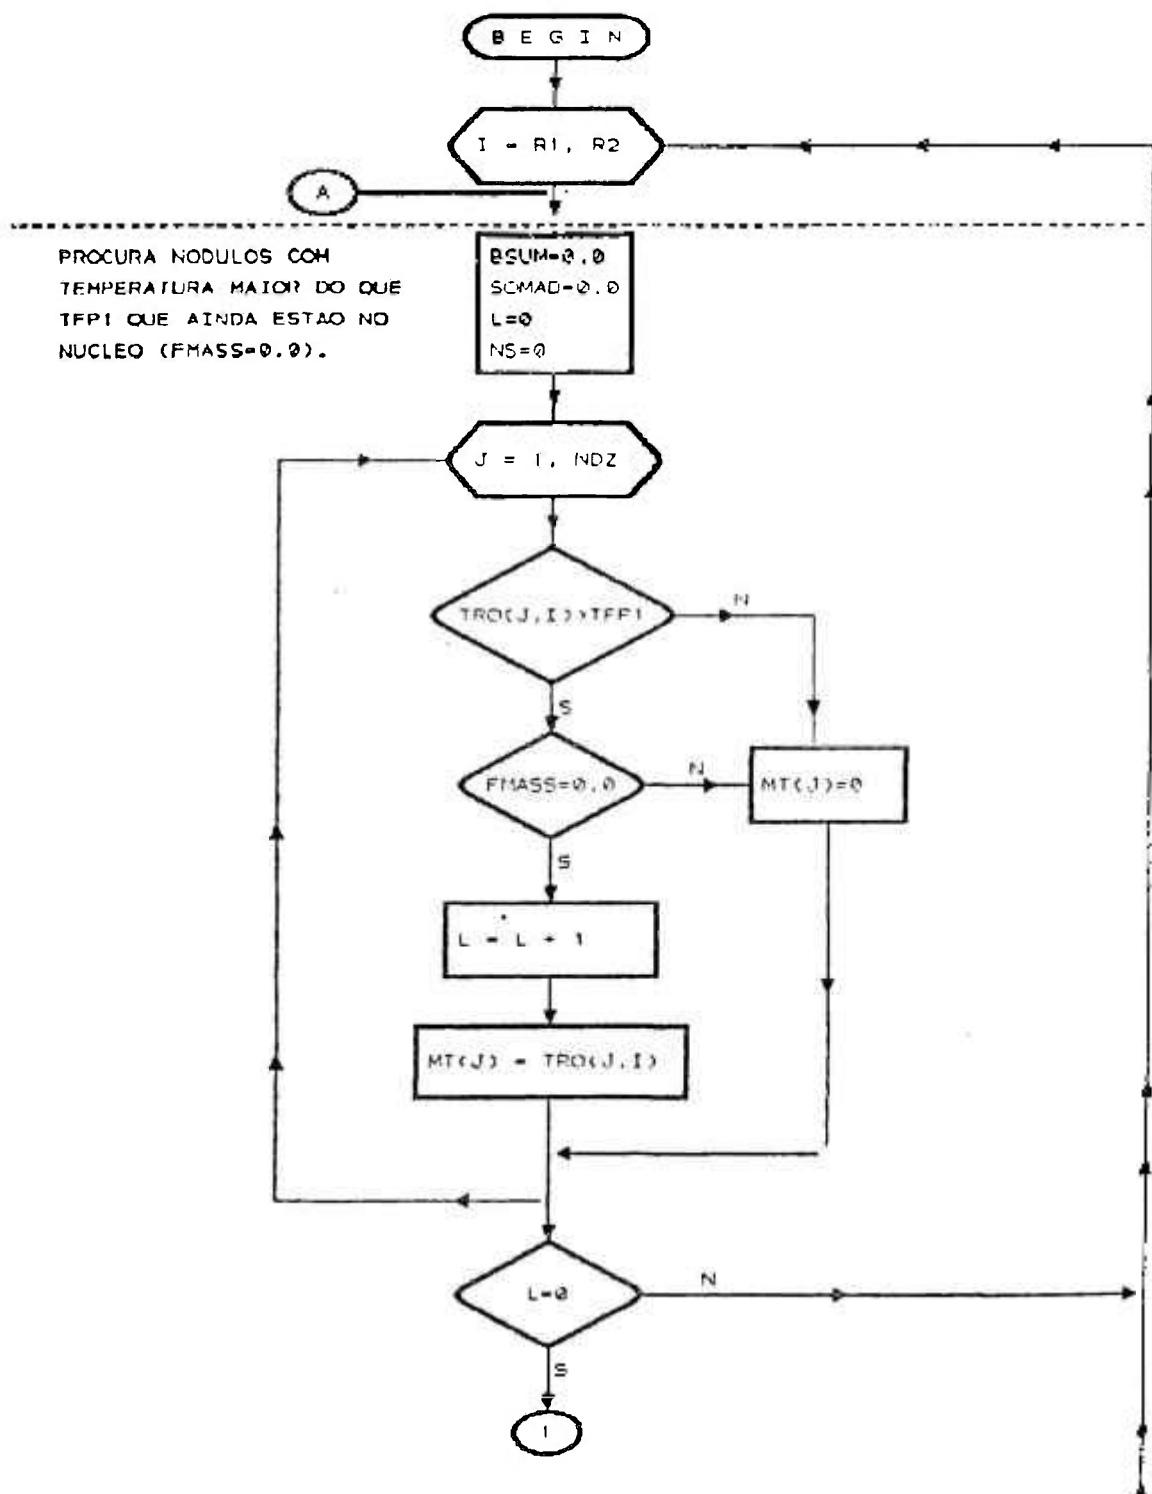 B E G I N
I = R1, R2
A
PROCURA NODULOS COM
TEMPERATURA MAIOR DO QUE
TFP1 QUE AINDA ESTAO NO
NUCLEO (FMASS=0.0).
BSUM=0.0
SOMAD=0.0
L=0
NS=0
J = 1, NDZ
TRO(J,I)>TFP1
N
S
FMASS=0.0
N
MT(J)=0
S
L = L + 1
MT(J) = TRO(J,I)
L=0
N
S
1